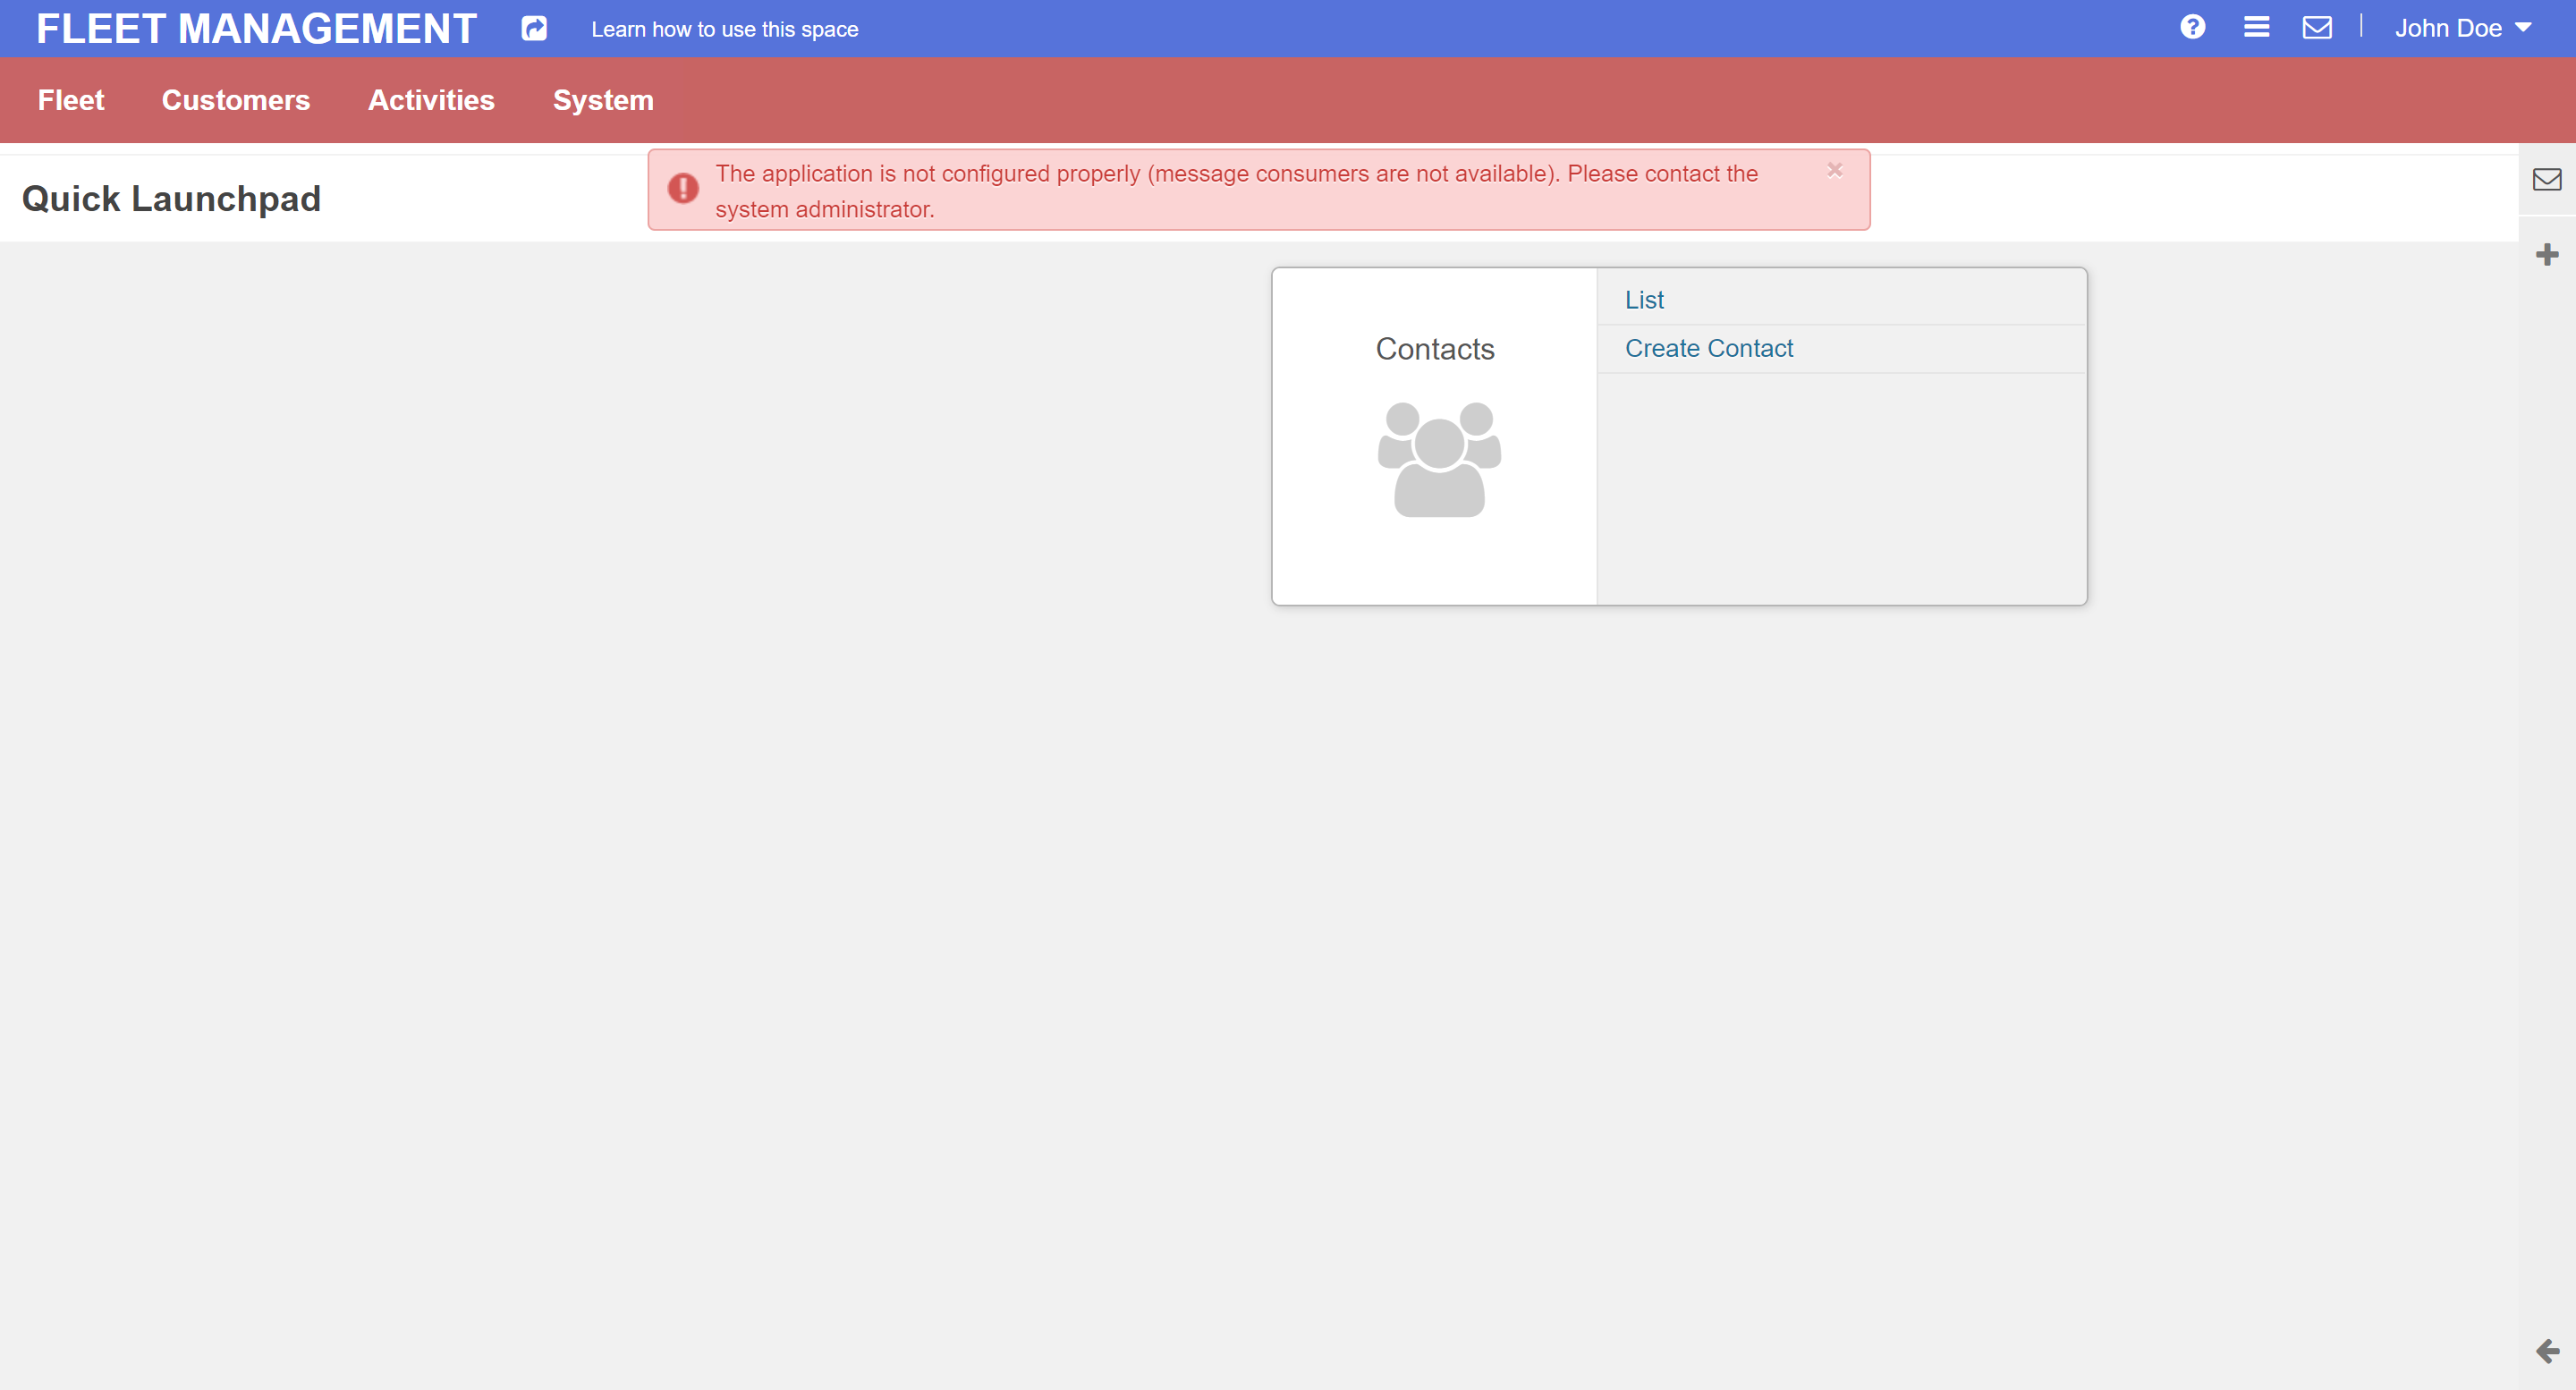 FLEET MANAGEMENT
Learn how to use this space
John Doe
Fleet
Customers
Activities
System
Quick Launchpad
The application is not configured properly (message consumers are not available). Please contact the
system administrator.
Contacts
List
Create Contact